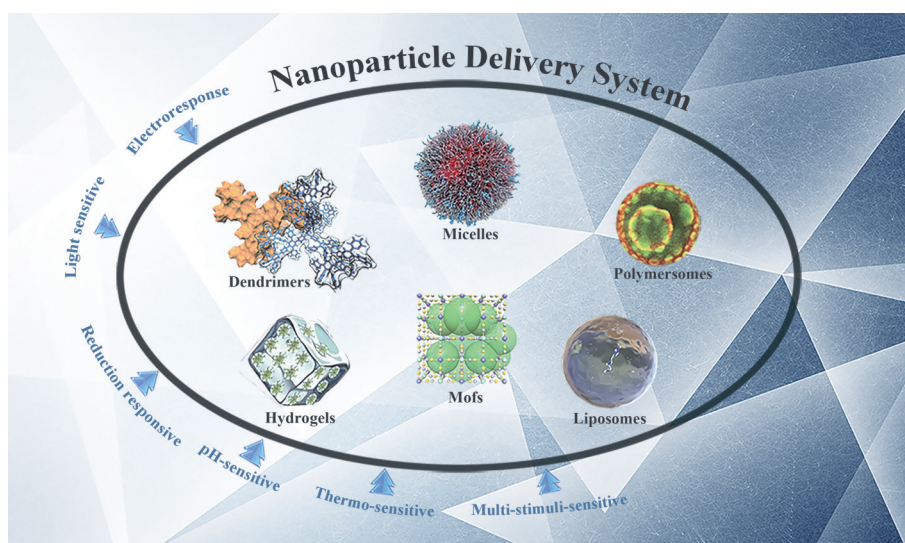 Nanoparticle Delivery System
Electroresponse
Light sensitive
Micelles
Polymersomes
Dendrimers
Hydrogels
Mofs
Liposomes
Reduction responsive
pH-sensitive
Thermo-sensitive
Multi-stimuli-sensitive